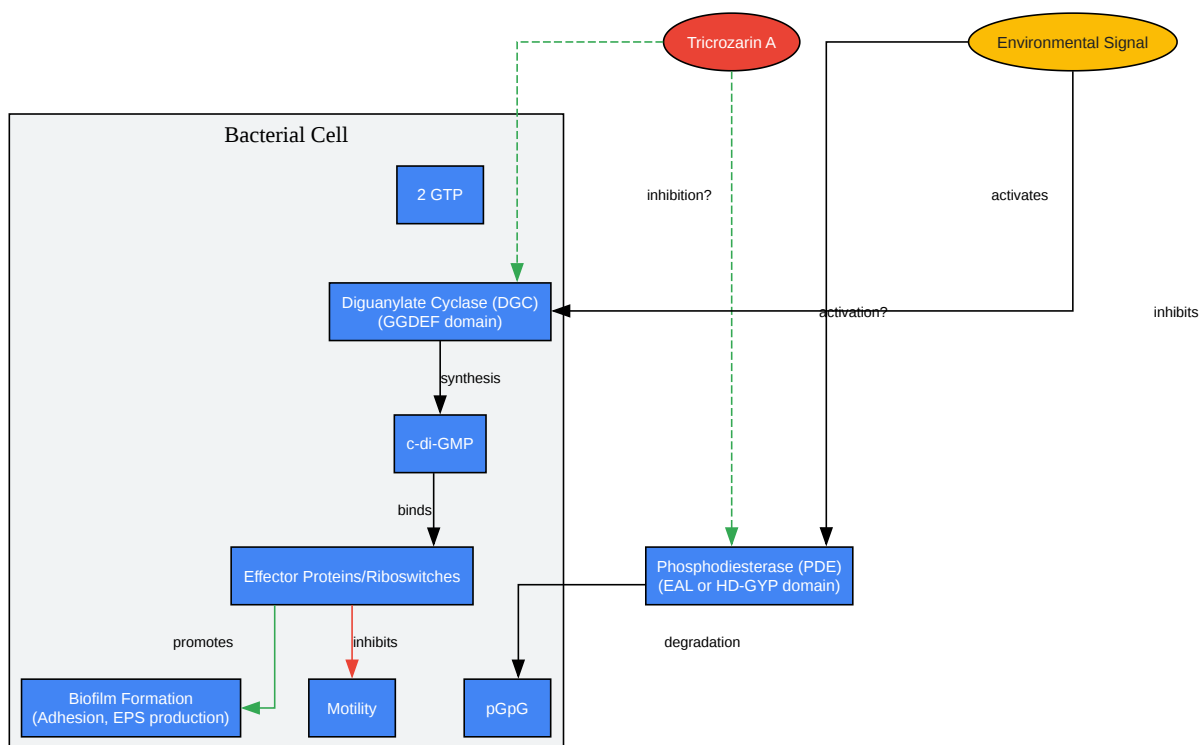 Tricrozarin A
Environmental Signal
Bacterial Cell
2 GTP
inhibition?
activates
Diguanylate Cyclase (DGC)
(GGDEF domain)
activation?
inhibits
synthesis
c-di-GMP
binds
Effector Proteins/Riboswitches
Phosphodiesterase (PDE)
(EAL or HD-GYP domain)
promotes
inhibits
degradation
Biofilm Formation
(Adhesion, EPS production)
Motility
pGpG